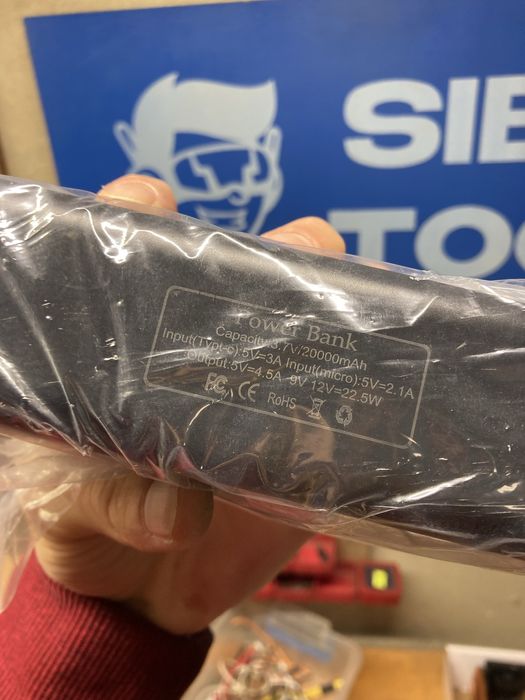 SIE
TOO
Power Bank
Capacity:3.7V/20000mAh
Input(Type-c):5V=3A Input(micro):5V=2.1A
Output:5V=4.5A 9V 12V=22.5W
FC CE RoHS